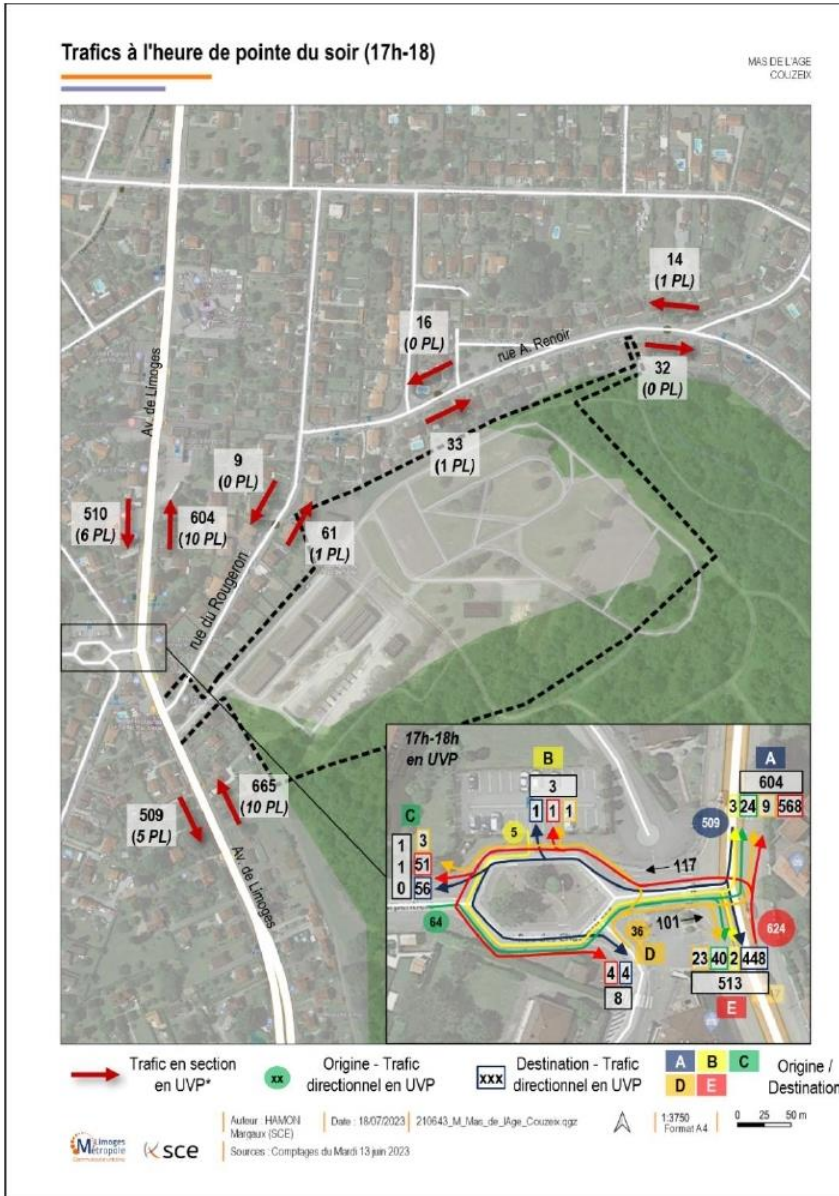 Trafics à l'heure de pointe du soir (17h-18)
MAS DE L'AGE
COUZEIX
14
(1 PL)
16
(0 PL)
rue A. Renoir
32
(0 PL)
33
(1 PL)
Av. de Limoges
9
(0 PL)
510
(6 PL)
604
(10 PL)
61
(1 PL)
rue du Rougeron
665
(10 PL)
509
(5 PL)
Av. de Limoges
17h-18h
en UVP
B
3
1 1 1
A
604
3 24 9 568
509
C
1 3
1 51
0 56
5
117
64
36
D
101
624
4 4
8
23 40 2 448
513
E
Trafic en section
en UVP*
xx
Origine - Trafic
directionnel en UVP
xxx
Destination - Trafic
directionnel en UVP
A B C
D E
Origine /
Destination
Auteur : HAMON
Margaux (SCE)
Date : 18/07/2023
210643_M_Mas_de_lAge_Couzeix.qgz
Sources : Comptages du Mardi 13 juin 2023
1:3750
Format A4
0 25 50 m
Limoges
Métropole
Communauté urbaine
sce